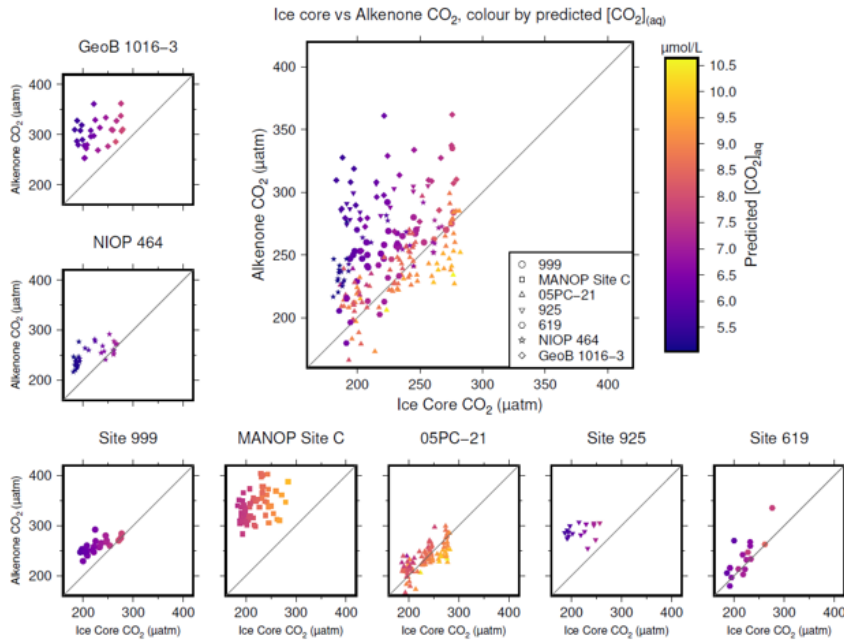 Ice core vs Alkenone CO2, colour by predicted [CO2](aq)
GeoB 1016−3
400
300
200
Alkenone CO2 (µatm)
NIOP 464
400
300
200
Alkenone CO2 (µatm)
200 300 400
400
350
300
250
200
Alkenone CO2 (µatm)
200 250 300 350 400
Ice Core CO2 (µatm)
999
MANOP Site C
05PC−21
925
619
NIOP 464
GeoB 1016−3
µmol/L
10.5
10.0
9.5
9.0
8.5
8.0
7.5
7.0
6.5
6.0
5.5
Predicted [CO2]aq
Site 999
MANOP Site C
05PC−21
Site 925
Site 619
400
300
200
Alkenone CO2 (µatm)
200 300 400
Ice Core CO2 (µatm)
200 300 400
Ice Core CO2 (µatm)
200 300 400
Ice Core CO2 (µatm)
200 300 400
Ice Core CO2 (µatm)
200 300 400
Ice Core CO2 (µatm)